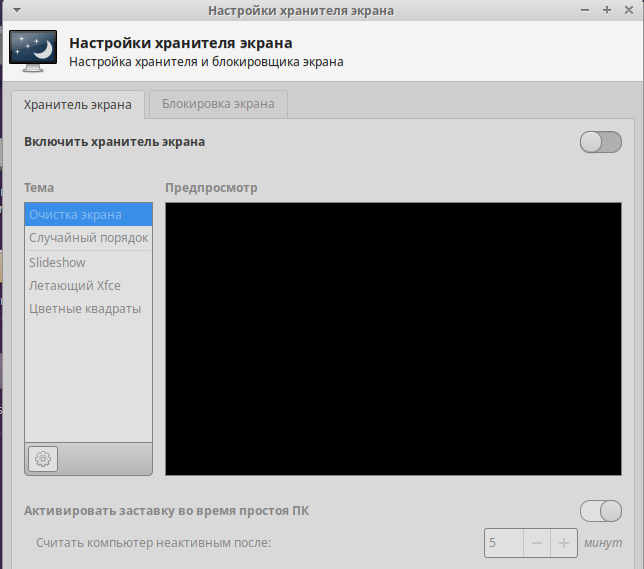 Настройки хранителя экрана
Настройки хранителя экрана
Настройка хранителя и блокировщика экрана
Хранитель экрана
Блокировка экрана
Включить хранитель экрана
Тема
Предпросмотр
Очистка экрана
Случайный порядок
Slideshow
Летающий Xfce
Цветные квадраты
Активировать заставку во время простоя ПК
Считать компьютер неактивным после:
5
минут